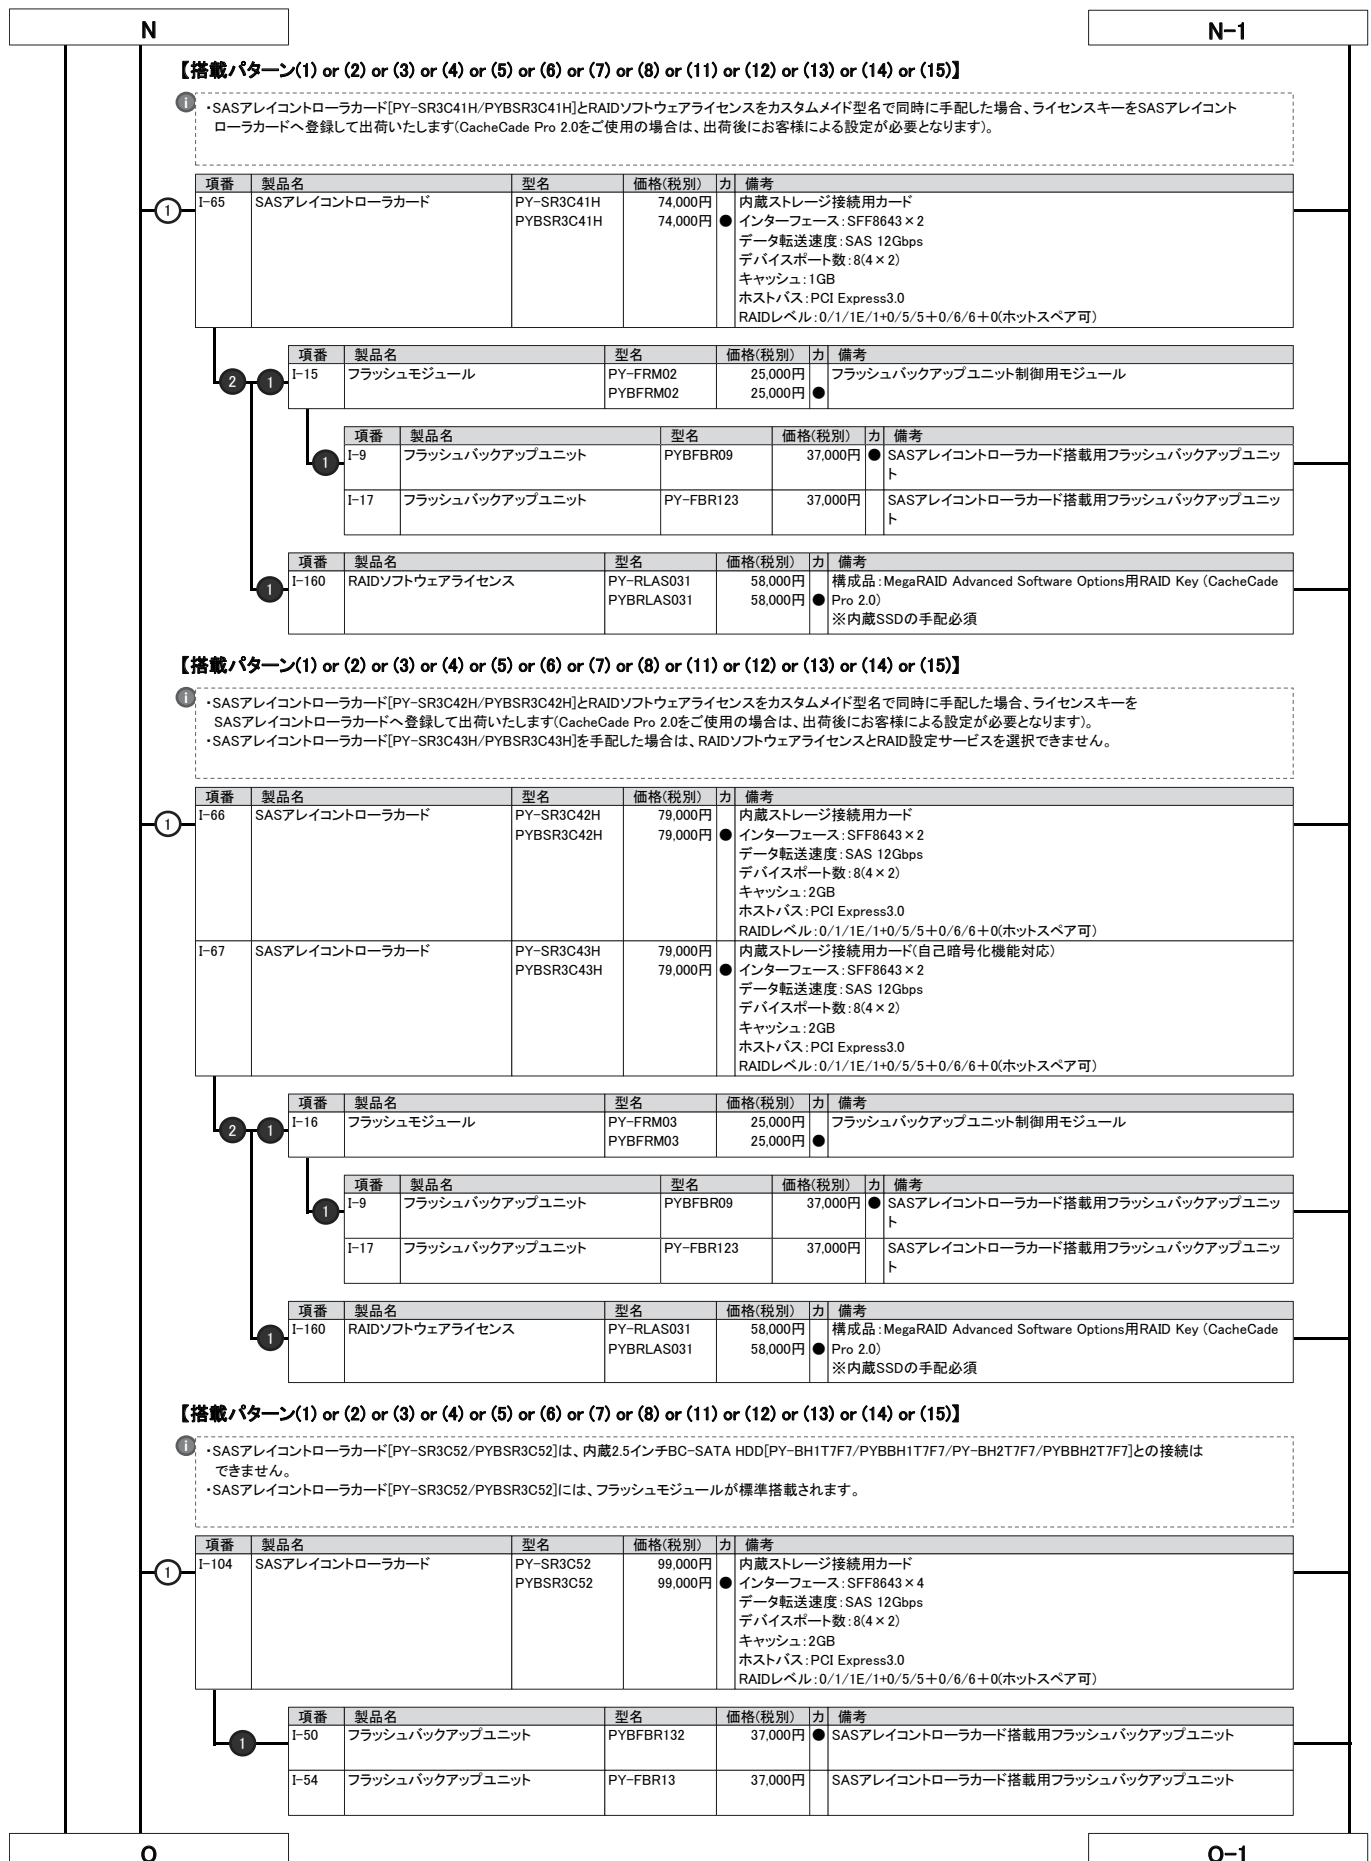 N
N-1
【搭載パターン(1) or (2) or (3) or (4) or (5) or (6) or (7) or (8) or (11) or (12) or (13) or (14) or (15)】
i
・SASアレイコントローラカード[PY-SR3C41H/PYBSR3C41H]とRAIDソフトウェアライセンスをカスタムメイド型名で同時に手配した場合、ライセンスキーをSASアレイコント
ローラカードへ登録して出荷いたします(CacheCade Pro 2.0をご使用の場合は、出荷後にお客様による設定が必要となります)。
項番 製品名 型名 価格(税別) カ 備考
1 I-65 SASアレイコントローラカード PY-SR3C41H 74,000円 内蔵ストレージ接続用カード
PYBSR3C41H 74,000円 ● インターフェース:SFF8643×2
データ転送速度:SAS 12Gbps
デバイスポート数:8(4×2)
キャッシュ:1GB
ホストバス:PCI Express3.0
RAIDレベル:0/1/1E/1+0/5/5+0/6/6+0(ホットスペア可)
項番 製品名 型名 価格(税別) カ 備考
2 1 I-15 フラッシュモジュール PY-FRM02 25,000円 フラッシュバックアップユニット制御用モジュール
PYBFRM02 25,000円 ●
項番 製品名 型名 価格(税別) カ 備考
1 I-9 フラッシュバックアップユニット PYBFBR09 37,000円 ● SASアレイコントローラカード搭載用フラッシュバックアップユニッ
ト
I-17 フラッシュバックアップユニット PY-FBR123 37,000円 SASアレイコントローラカード搭載用フラッシュバックアップユニッ
ト
項番 製品名 型名 価格(税別) カ 備考
1 I-160 RAIDソフトウェアライセンス PY-RLAS031 58,000円 構成品:MegaRAID Advanced Software Options用RAID Key (CacheCade
PYBRLAS031 58,000円 ● Pro 2.0)
※内蔵SSDの手配必須
【搭載パターン(1) or (2) or (3) or (4) or (5) or (6) or (7) or (8) or (11) or (12) or (13) or (14) or (15)】
i
・SASアレイコントローラカード[PY-SR3C42H/PYBSR3C42H]とRAIDソフトウェアライセンスをカスタムメイド型名で同時に手配した場合、ライセンスキーを
SASアレイコントローラカードへ登録して出荷いたします(CacheCade Pro 2.0をご使用の場合は、出荷後にお客様による設定が必要となります)。
・SASアレイコントローラカード[PY-SR3C43H/PYBSR3C43H]を手配した場合は、RAIDソフトウェアライセンスとRAID設定サービスを選択できません。
項番 製品名 型名 価格(税別) カ 備考
1 I-66 SASアレイコントローラカード PY-SR3C42H 79,000円 内蔵ストレージ接続用カード
PYBSR3C42H 79,000円 ● インターフェース:SFF8643×2
データ転送速度:SAS 12Gbps
デバイスポート数:8(4×2)
キャッシュ:2GB
ホストバス:PCI Express3.0
RAIDレベル:0/1/1E/1+0/5/5+0/6/6+0(ホットスペア可)
I-67 SASアレイコントローラカード PY-SR3C43H 79,000円 内蔵ストレージ接続用カード(自己暗号化機能対応)
PYBSR3C43H 79,000円 ● インターフェース:SFF8643×2
データ転送速度:SAS 12Gbps
デバイスポート数:8(4×2)
キャッシュ:2GB
ホストバス:PCI Express3.0
RAIDレベル:0/1/1E/1+0/5/5+0/6/6+0(ホットスペア可)
項番 製品名 型名 価格(税別) カ 備考
2 1 I-16 フラッシュモジュール PY-FRM03 25,000円 フラッシュバックアップユニット制御用モジュール
PYBFRM03 25,000円 ●
項番 製品名 型名 価格(税別) カ 備考
1 I-9 フラッシュバックアップユニット PYBFBR09 37,000円 ● SASアレイコントローラカード搭載用フラッシュバックアップユニッ
ト
I-17 フラッシュバックアップユニット PY-FBR123 37,000円 SASアレイコントローラカード搭載用フラッシュバックアップユニッ
ト
項番 製品名 型名 価格(税別) カ 備考
1 I-160 RAIDソフトウェアライセンス PY-RLAS031 58,000円 構成品:MegaRAID Advanced Software Options用RAID Key (CacheCade
PYBRLAS031 58,000円 ● Pro 2.0)
※内蔵SSDの手配必須
【搭載パターン(1) or (2) or (3) or (4) or (5) or (6) or (7) or (8) or (11) or (12) or (13) or (14) or (15)】
i
・SASアレイコントローラカード[PY-SR3C52/PYBSR3C52]は、内蔵2.5インチBC-SATA HDD[PY-BH1T7F7/PYBBH1T7F7/PY-BH2T7F7/PYBBH2T7F7]との接続は
できません。
・SASアレイコントローラカード[PY-SR3C52/PYBSR3C52]には、フラッシュモジュールが標準搭載されます。
項番 製品名 型名 価格(税別) カ 備考
1 I-104 SASアレイコントローラカード PY-SR3C52 99,000円 内蔵ストレージ接続用カード
PYBSR3C52 99,000円 ● インターフェース:SFF8643×4
データ転送速度:SAS 12Gbps
デバイスポート数:8(4×2)
キャッシュ:2GB
ホストバス:PCI Express3.0
RAIDレベル:0/1/1E/1+0/5/5+0/6/6+0(ホットスペア可)
項番 製品名 型名 価格(税別) カ 備考
1 I-50 フラッシュバックアップユニット PYBFBR132 37,000円 ● SASアレイコントローラカード搭載用フラッシュバックアップユニット
I-54 フラッシュバックアップユニット PY-FBR13 37,000円 SASアレイコントローラカード搭載用フラッシュバックアップユニット
O
O-1